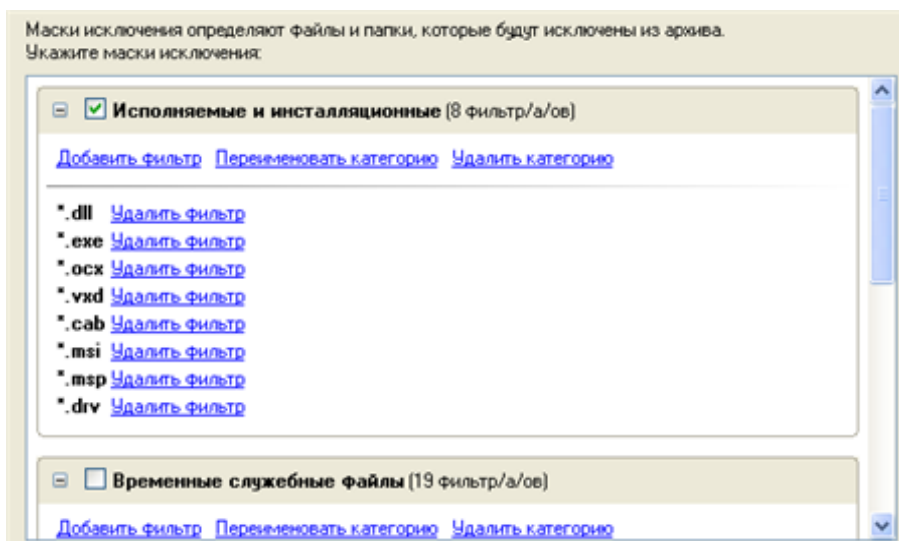 Маски исключения определяют файлы и папки, которые будут исключены из архива.
Укажите маски исключения:
Исполняемые и инсталляционные (8 фильтр/а/ов)
Добавить фильтр Переименовать категорию Удалить категорию
*.dll Удалить фильтр
*.exe Удалить фильтр
*.ocx Удалить фильтр
*.vxd Удалить фильтр
*.cab Удалить фильтр
*.msi Удалить фильтр
*.msp Удалить фильтр
*.drv Удалить фильтр
Временные служебные файлы (19 фильтр/а/ов)
Добавить фильтр Переименовать категорию Удалить категорию